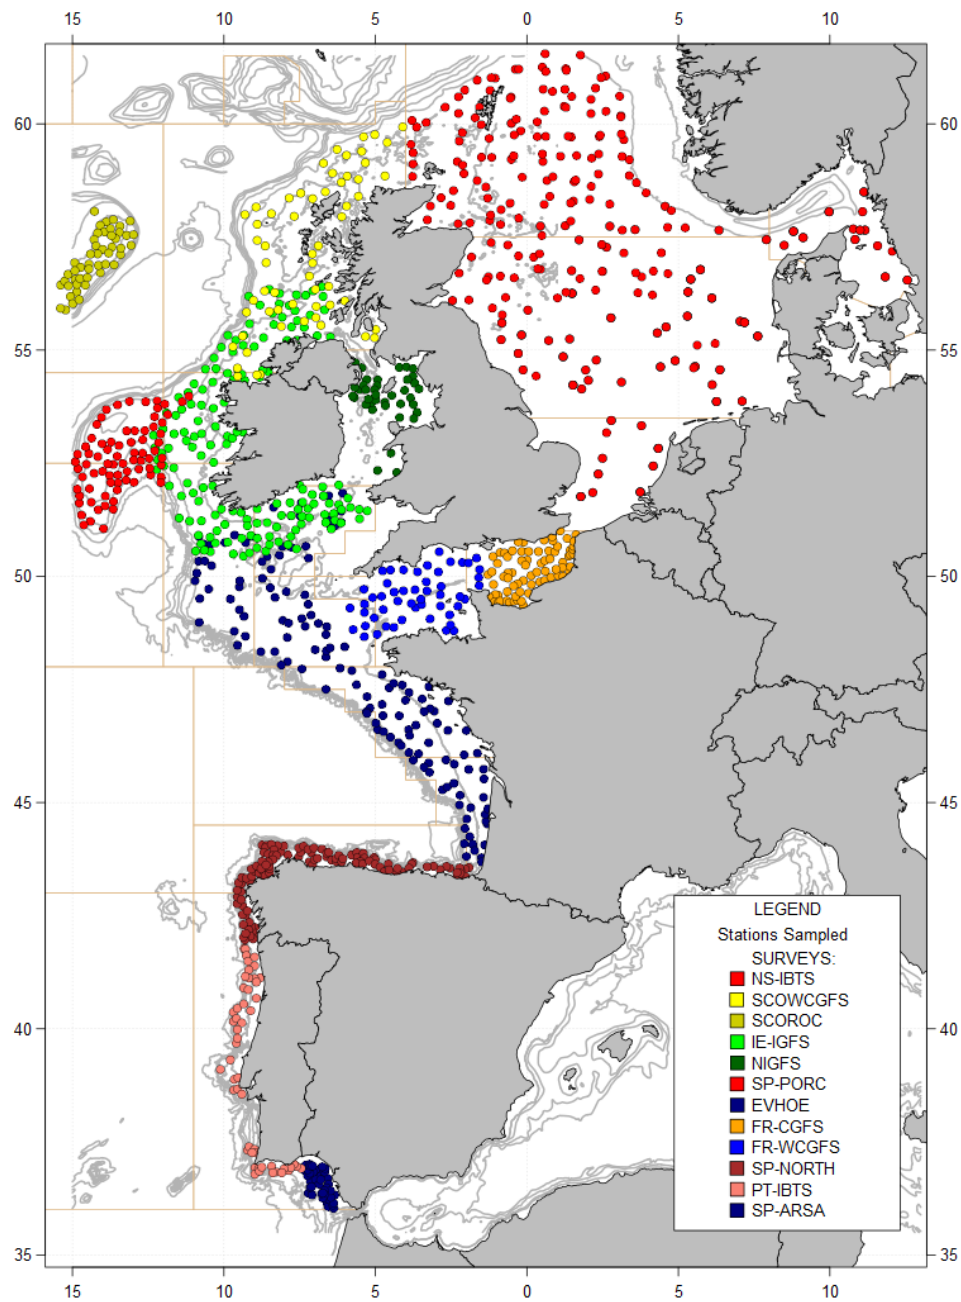 15 10 5 0 5 10
60 60
55 55
50 50
45 45
40 40
35 35
LEGEND
Stations Sampled
SURVEYS:
NS-IBTS
SCOWCGFS
SCOROC
IE-IGFS
NIGFS
SP-PORC
EVHOE
FR-CGFS
FR-WCGFS
SP-NORTH
PT-IBTS
SP-ARSA
15 10 5 0 5 10